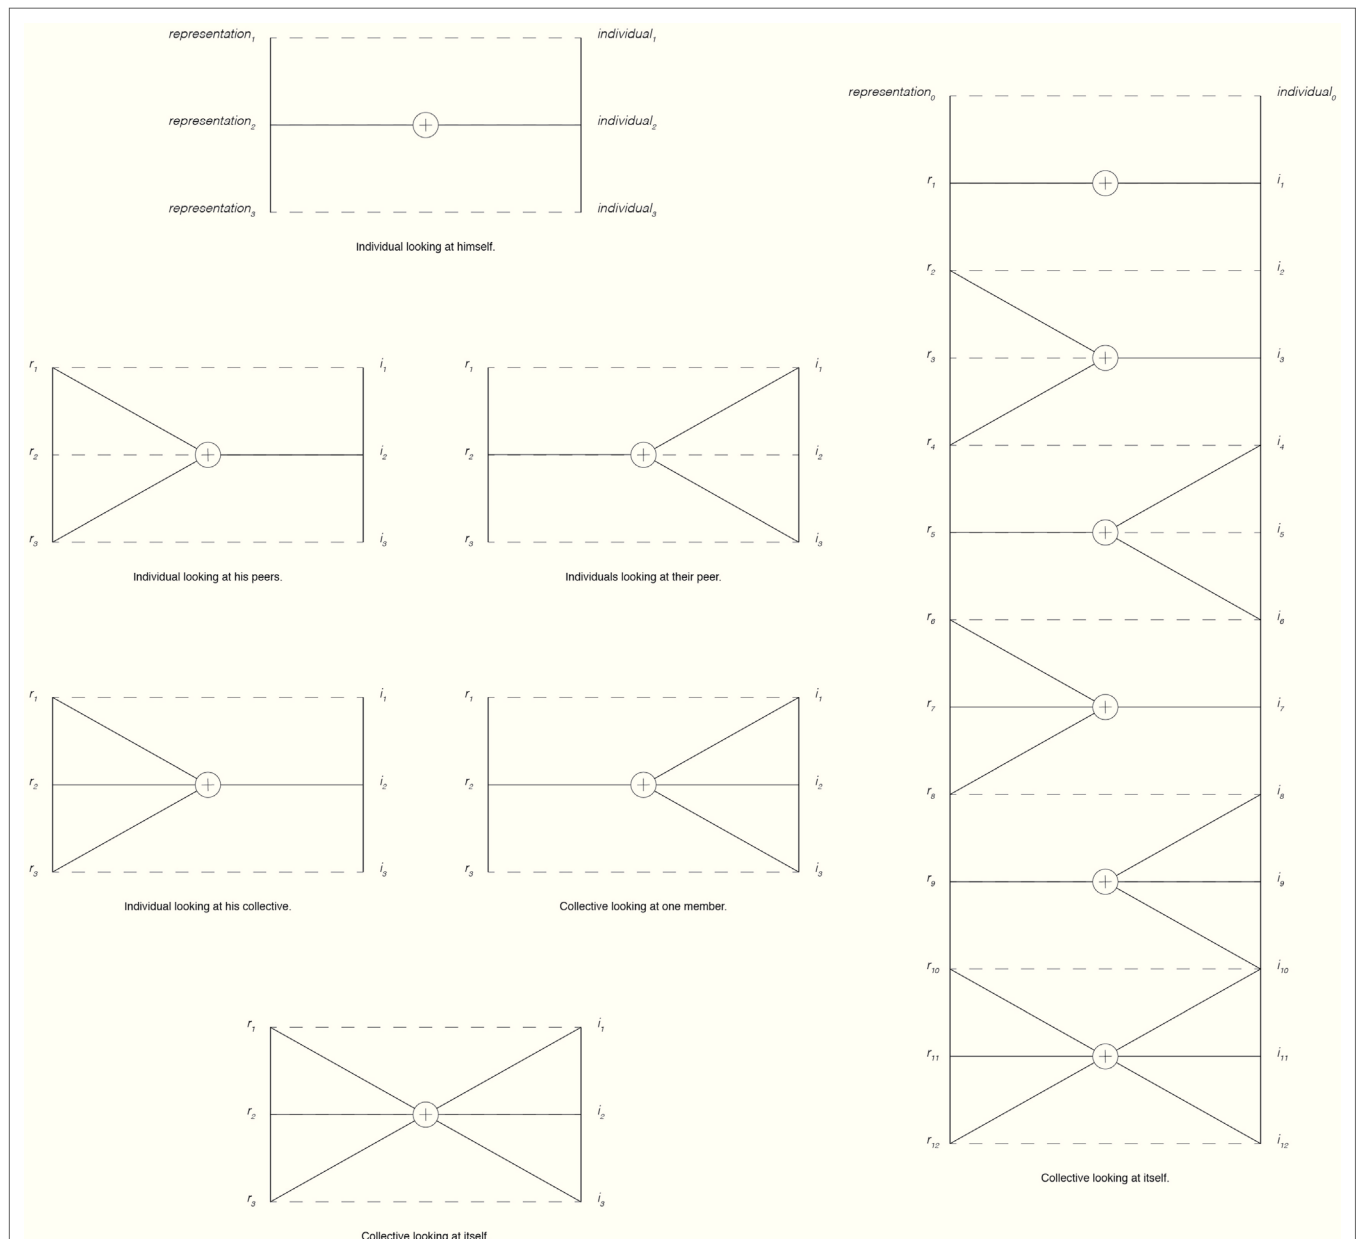 representation₁ individual₁
representation₂ individual₂
representation₃ individual₃
Individual looking at himself.
r₁ i₁ r₁ i₁
r₂ i₂ r₂ i₂
r₃ i₃ r₃ i₃
Individual looking at his peers. Individuals looking at their peer.
r₁ i₁ r₁ i₁
r₂ i₂ r₂ i₂
r₃ i₃ r₃ i₃
Individual looking at his collective. Collective looking at one member.
r₁ i₁
r₂ i₂
r₃ i₃
Collective looking at itself
representation₀ individual₀
r₁ i₁
r₂ i₂
r₃ i₃
r₄ i₄
r₅ i₅
r₆ i₆
r₇ i₇
r₈ i₈
r₉ i₉
r₁₀ i₁₀
r₁₁ i₁₁
r₁₂ i₁₂
Collective looking at itself.